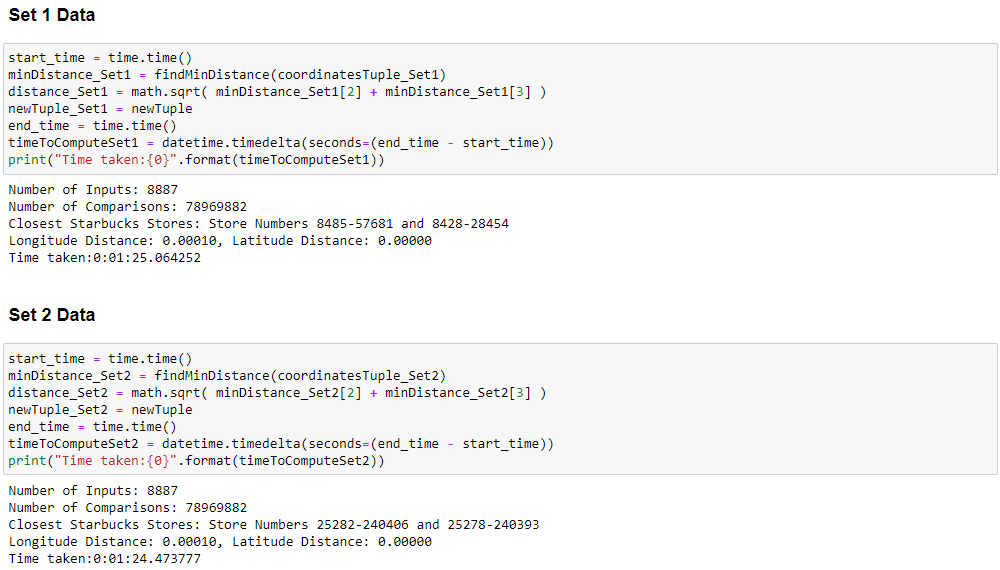 Set 1 Data
start_time = time.time()
minDistance_Set1 = findMinDistance(coordinatesTuple_Set1)
distance_Set1 = math.sqrt( minDistance_Set1[2] + minDistance_Set1[3] )
newTuple_Set1 = newTuple
end_time = time.time()
timeToComputeSet1 = datetime.timedelta(seconds=(end_time - start_time))
print("Time taken:{0}".format(timeToComputeSet1))
Number of Inputs: 8887
Number of Comparisons: 78969882
Closest Starbucks Stores: Store Numbers 8485-57681 and 8428-28454
Longitude Distance: 0.00010, Latitude Distance: 0.00000
Time taken:0:01:25.064252
Set 2 Data
start_time = time.time()
minDistance_Set2 = findMinDistance(coordinatesTuple_Set2)
distance_Set2 = math.sqrt( minDistance_Set2[2] + minDistance_Set2[3] )
newTuple_Set2 = newTuple
end_time = time.time()
timeToComputeSet2 = datetime.timedelta(seconds=(end_time - start_time))
print("Time taken:{0}".format(timeToComputeSet2))
Number of Inputs: 8887
Number of Comparisons: 78969882
Closest Starbucks Stores: Store Numbers 25282-240406 and 25278-240393
Longitude Distance: 0.00010, Latitude Distance: 0.00000
Time taken:0:01:24.473777